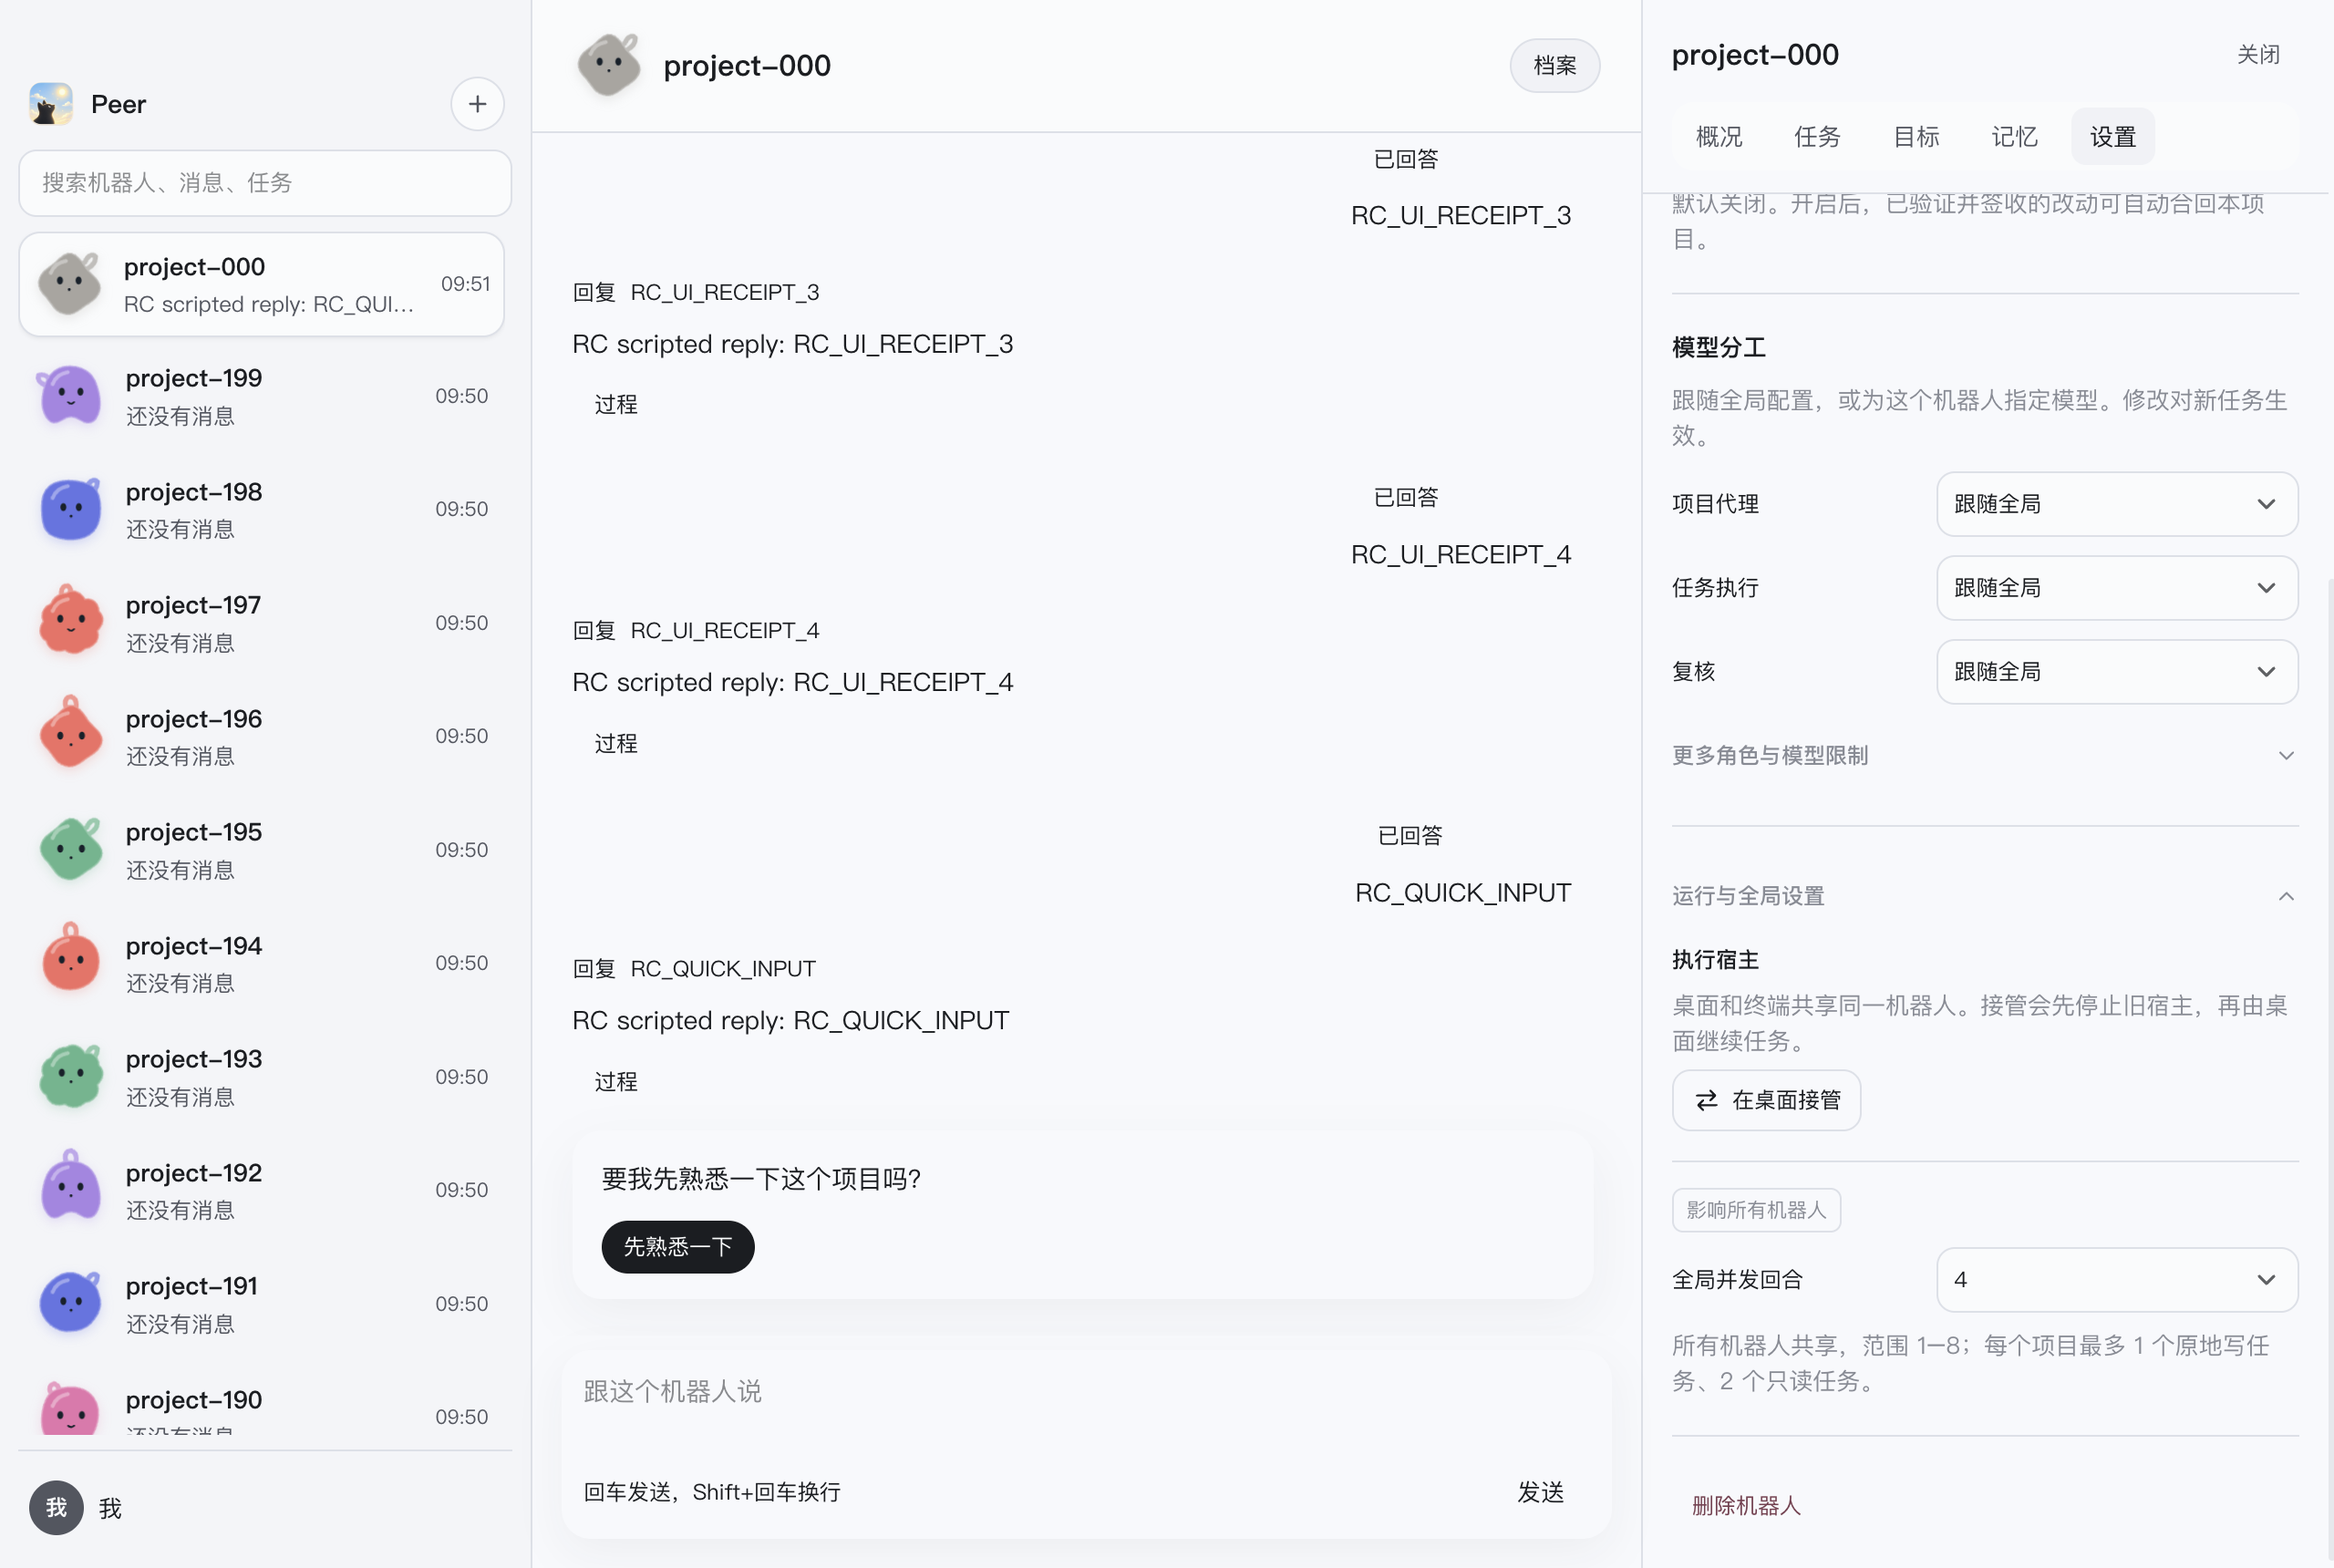 Peer
+
搜索机器人、消息、任务
project-000
09:51
RC scripted reply: RC_QUI...
project-199
09:50
还没有消息
project-198
09:50
还没有消息
project-197
09:50
还没有消息
project-196
09:50
还没有消息
project-195
09:50
还没有消息
project-194
09:50
还没有消息
project-193
09:50
还没有消息
project-192
09:50
还没有消息
project-191
09:50
还没有消息
project-190
09:50
还没有消息
我 我
project-000
档案
已回答
RC_UI_RECEIPT_3
回复 RC_UI_RECEIPT_3
RC scripted reply: RC_UI_RECEIPT_3
过程
已回答
RC_UI_RECEIPT_4
回复 RC_UI_RECEIPT_4
RC scripted reply: RC_UI_RECEIPT_4
过程
已回答
RC_QUICK_INPUT
回复 RC_QUICK_INPUT
RC scripted reply: RC_QUICK_INPUT
过程
要我先熟悉一下这个项目吗？
先熟悉一下
跟这个机器人说
回车发送，Shift+回车换行
发送
project-000
关闭
概况 任务 目标 记忆 设置
默认关闭。开启后，已验证并签收的改动可自动合回本项
目。
模型分工
跟随全局配置，或为这个机器人指定模型。修改对新任务生
效。
项目代理 跟随全局
任务执行 跟随全局
复核 跟随全局
更多角色与模型限制
运行与全局设置
执行宿主
桌面和终端共享同一机器人。接管会先停止旧宿主，再由桌
面继续任务。
在桌面接管
影响所有机器人
全局并发回合 4
所有机器人共享，范围 1–8；每个项目最多 1 个原地写任
务、2 个只读任务。
删除机器人